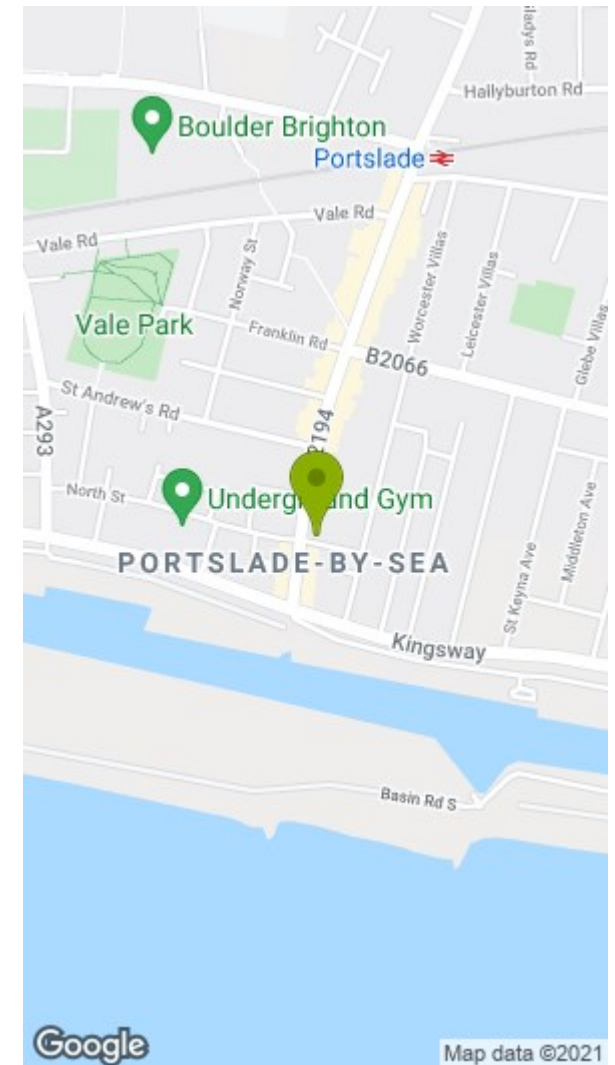 Gladys Rd
Hallyburton Rd
Boulder Brighton
Portslade
Vale Rd
Vale Rd
Norway St
Worcester Villas
Leicester Villas
Glebe Villas
Vale Park
Franklin Rd
B2066
St Andrew's Rd
A293
2194
North St
Underground Gym
Middleton Ave
St Keyna Ave
PORTSLADE-BY-SEA
Kingsway
Basin Rd S
Google
Map data ©2021